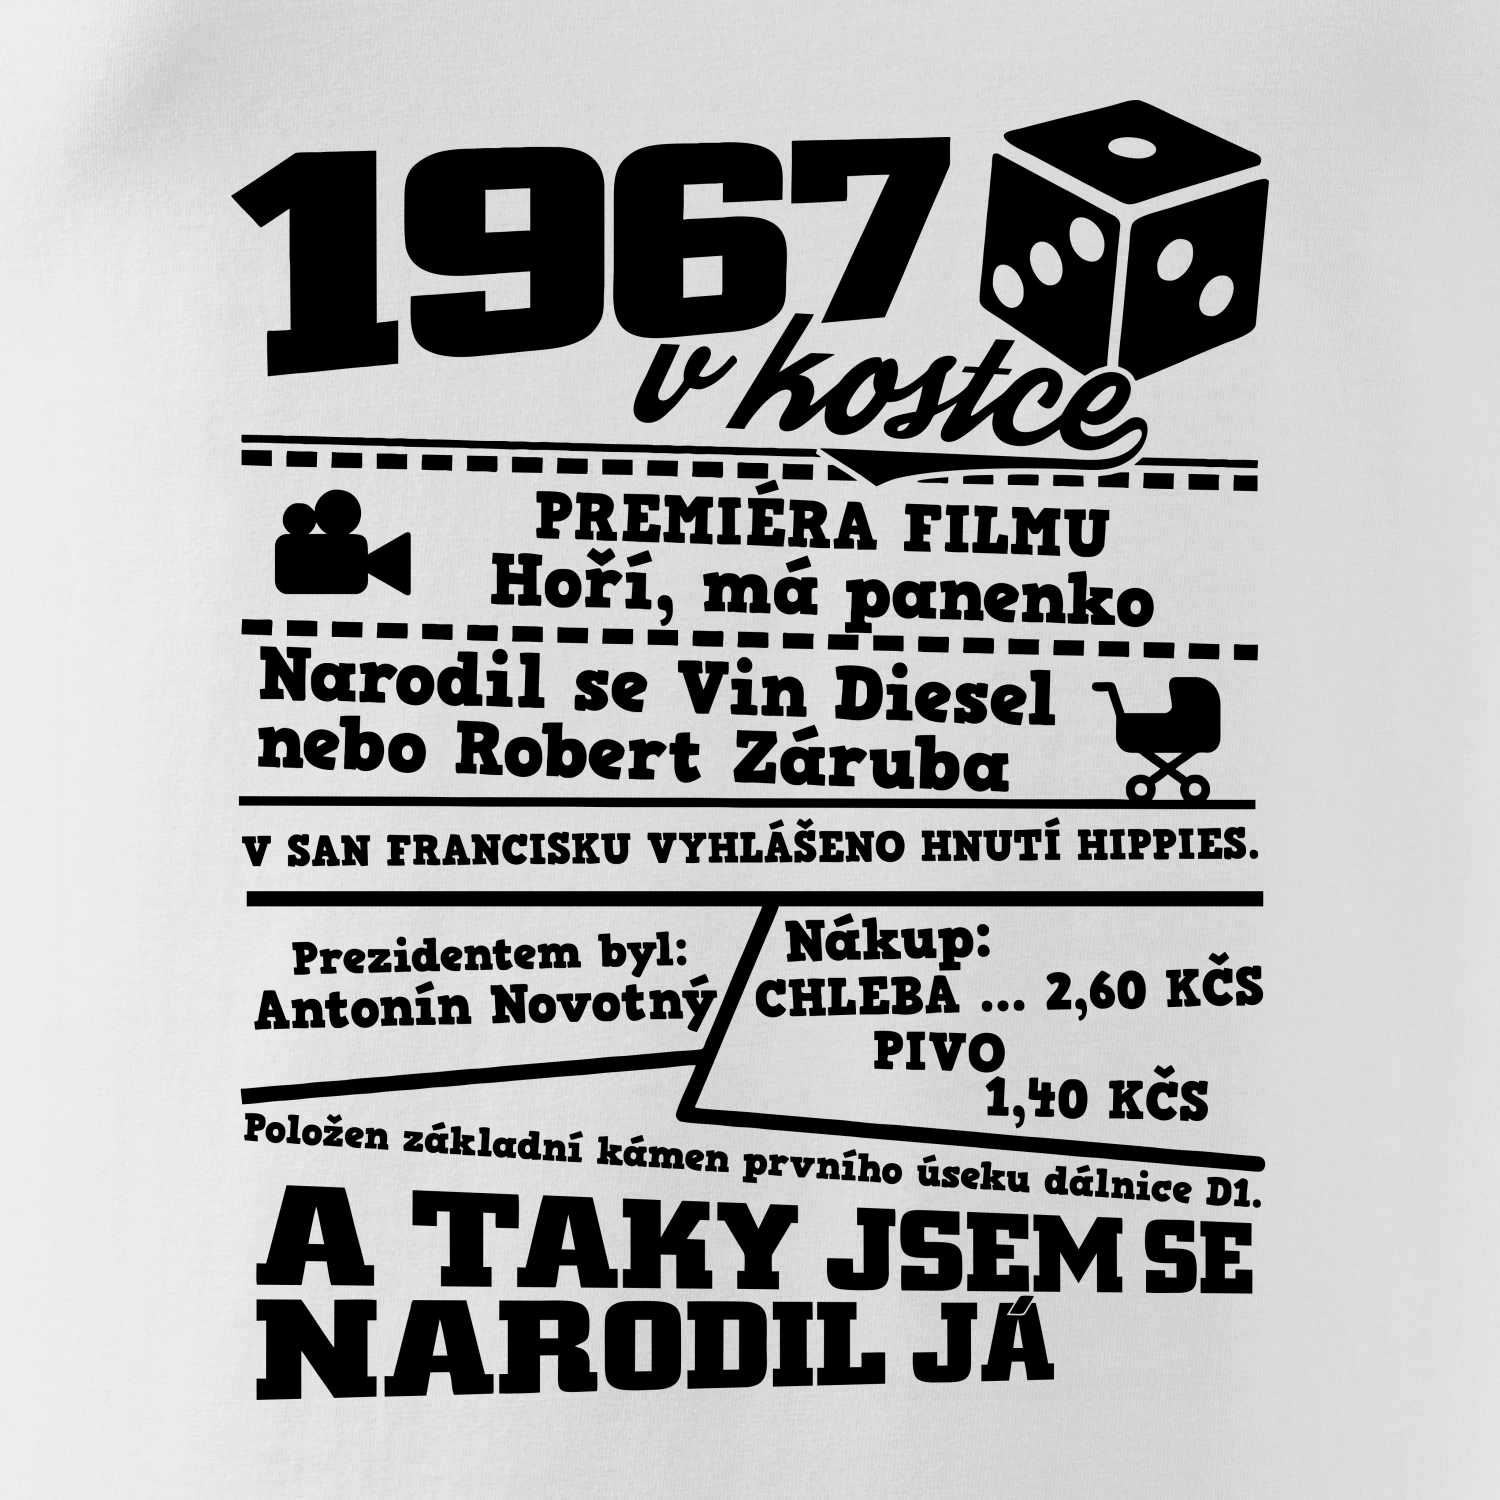 1967
v kostce
PREMIÉRA FILMU
Hoří, má panenko
Narodil se Vin Diesel
nebo Robert Záruba
V SAN FRANCISKU VYHLÁŠENO HNUTÍ HIPPIES.
Prezidentem byl:
Antonín Novotný
Nákup:
CHLEBA ... 2,60 KČS
PIVO
1,40 KČS
Položen základní kámen prvního úseku dálnice D1.
A TAKY JSEM SE
NARODIL JÁ